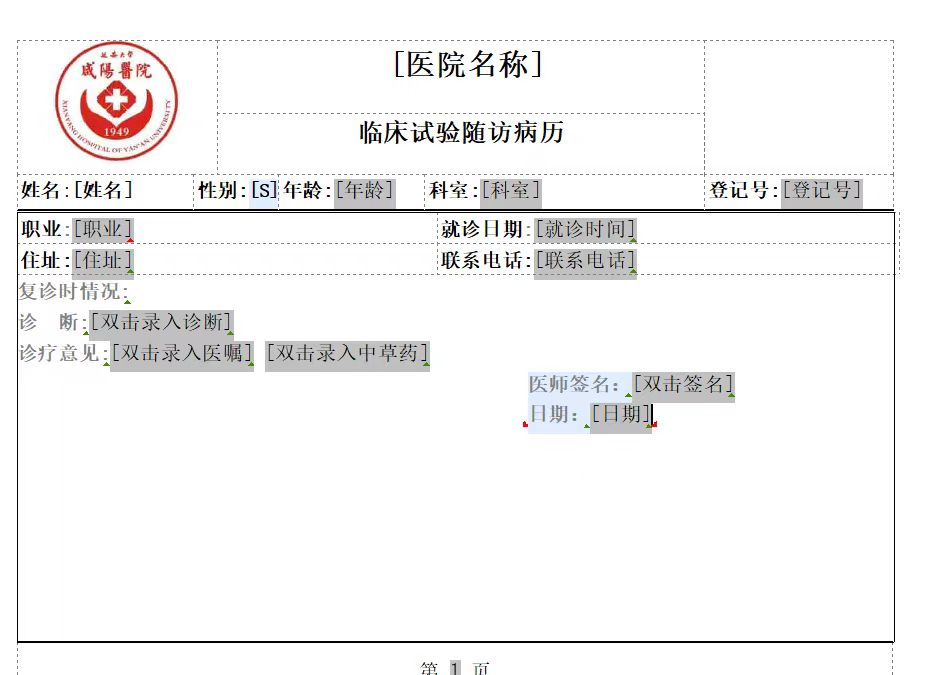 延安大学
咸陽醫院
1949
XIANYANG HOSPITAL OF YAN'AN UNIVERSITY
[医院名称]
临床试验随访病历
姓名:[姓名] 性别:[S] 年龄:[年龄] 科室:[科室] 登记号:[登记号]
职业:[职业] 就诊日期:[就诊时间]
住址:[住址] 联系电话:[联系电话]
复诊时情况:
诊 断:[双击录入诊断]
诊疗意见:[双击录入医嘱] [双击录入中草药]
医师签名：[双击签名]
日期：[日期]
第 1 页